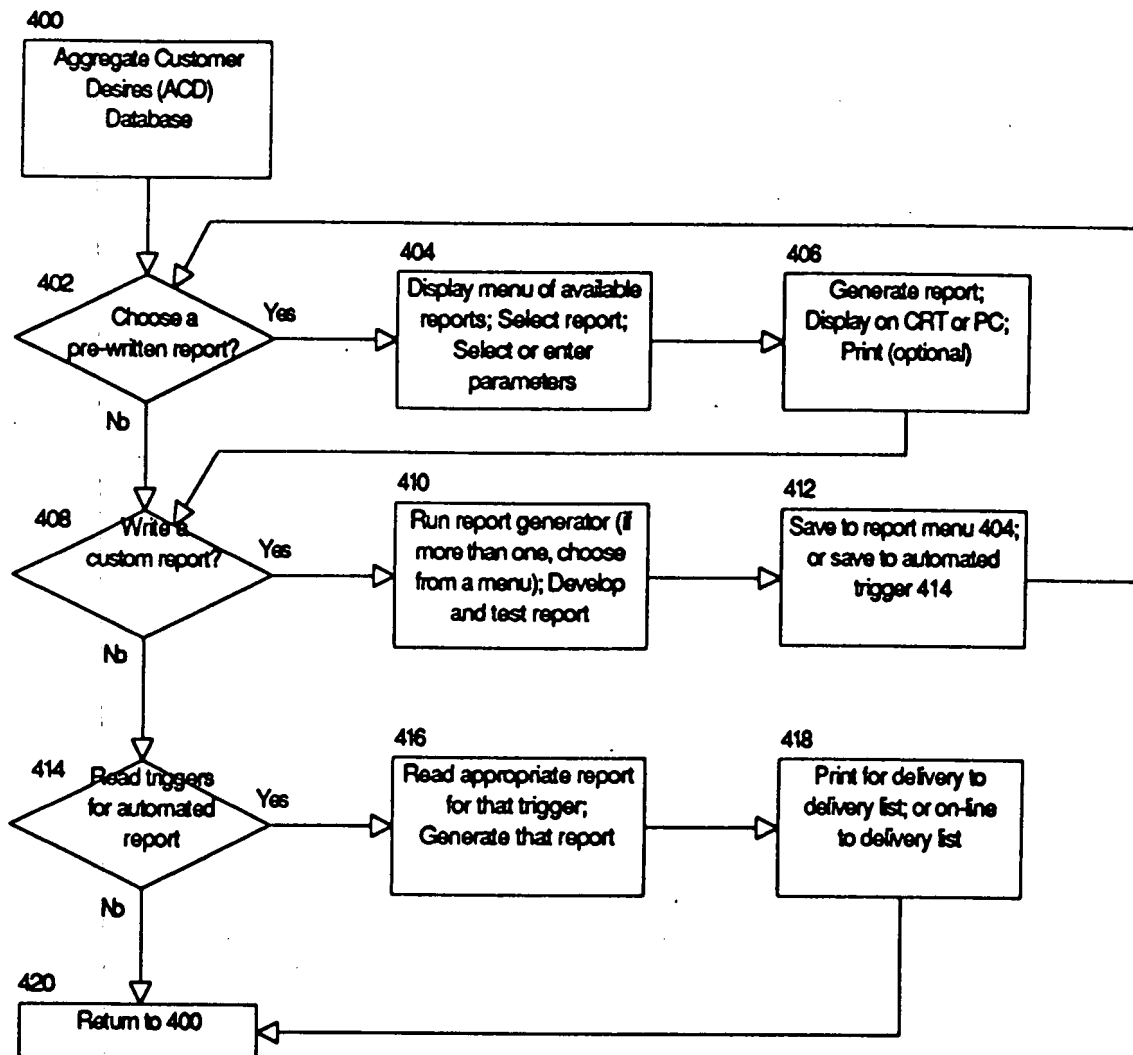 400
Aggregate Customer
Desires (ACD)
Database
402
Choose a
pre-written report?
Yes
No
404
Display menu of available
reports; Select report;
Select or enter
parameters
406
Generate report;
Display on CRT or PC;
Print (optional)
408
Write a
custom report?
Yes
No
410
Run report generator (if
more than one, choose
from a menu); Develop
and test report
412
Save to report menu 404;
or save to automated
trigger 414
414
Read triggers
for automated
report
Yes
No
416
Read appropriate report
for that trigger;
Generate that report
418
Print for delivery to
delivery list; or on-line
to delivery list
420
Return to 400